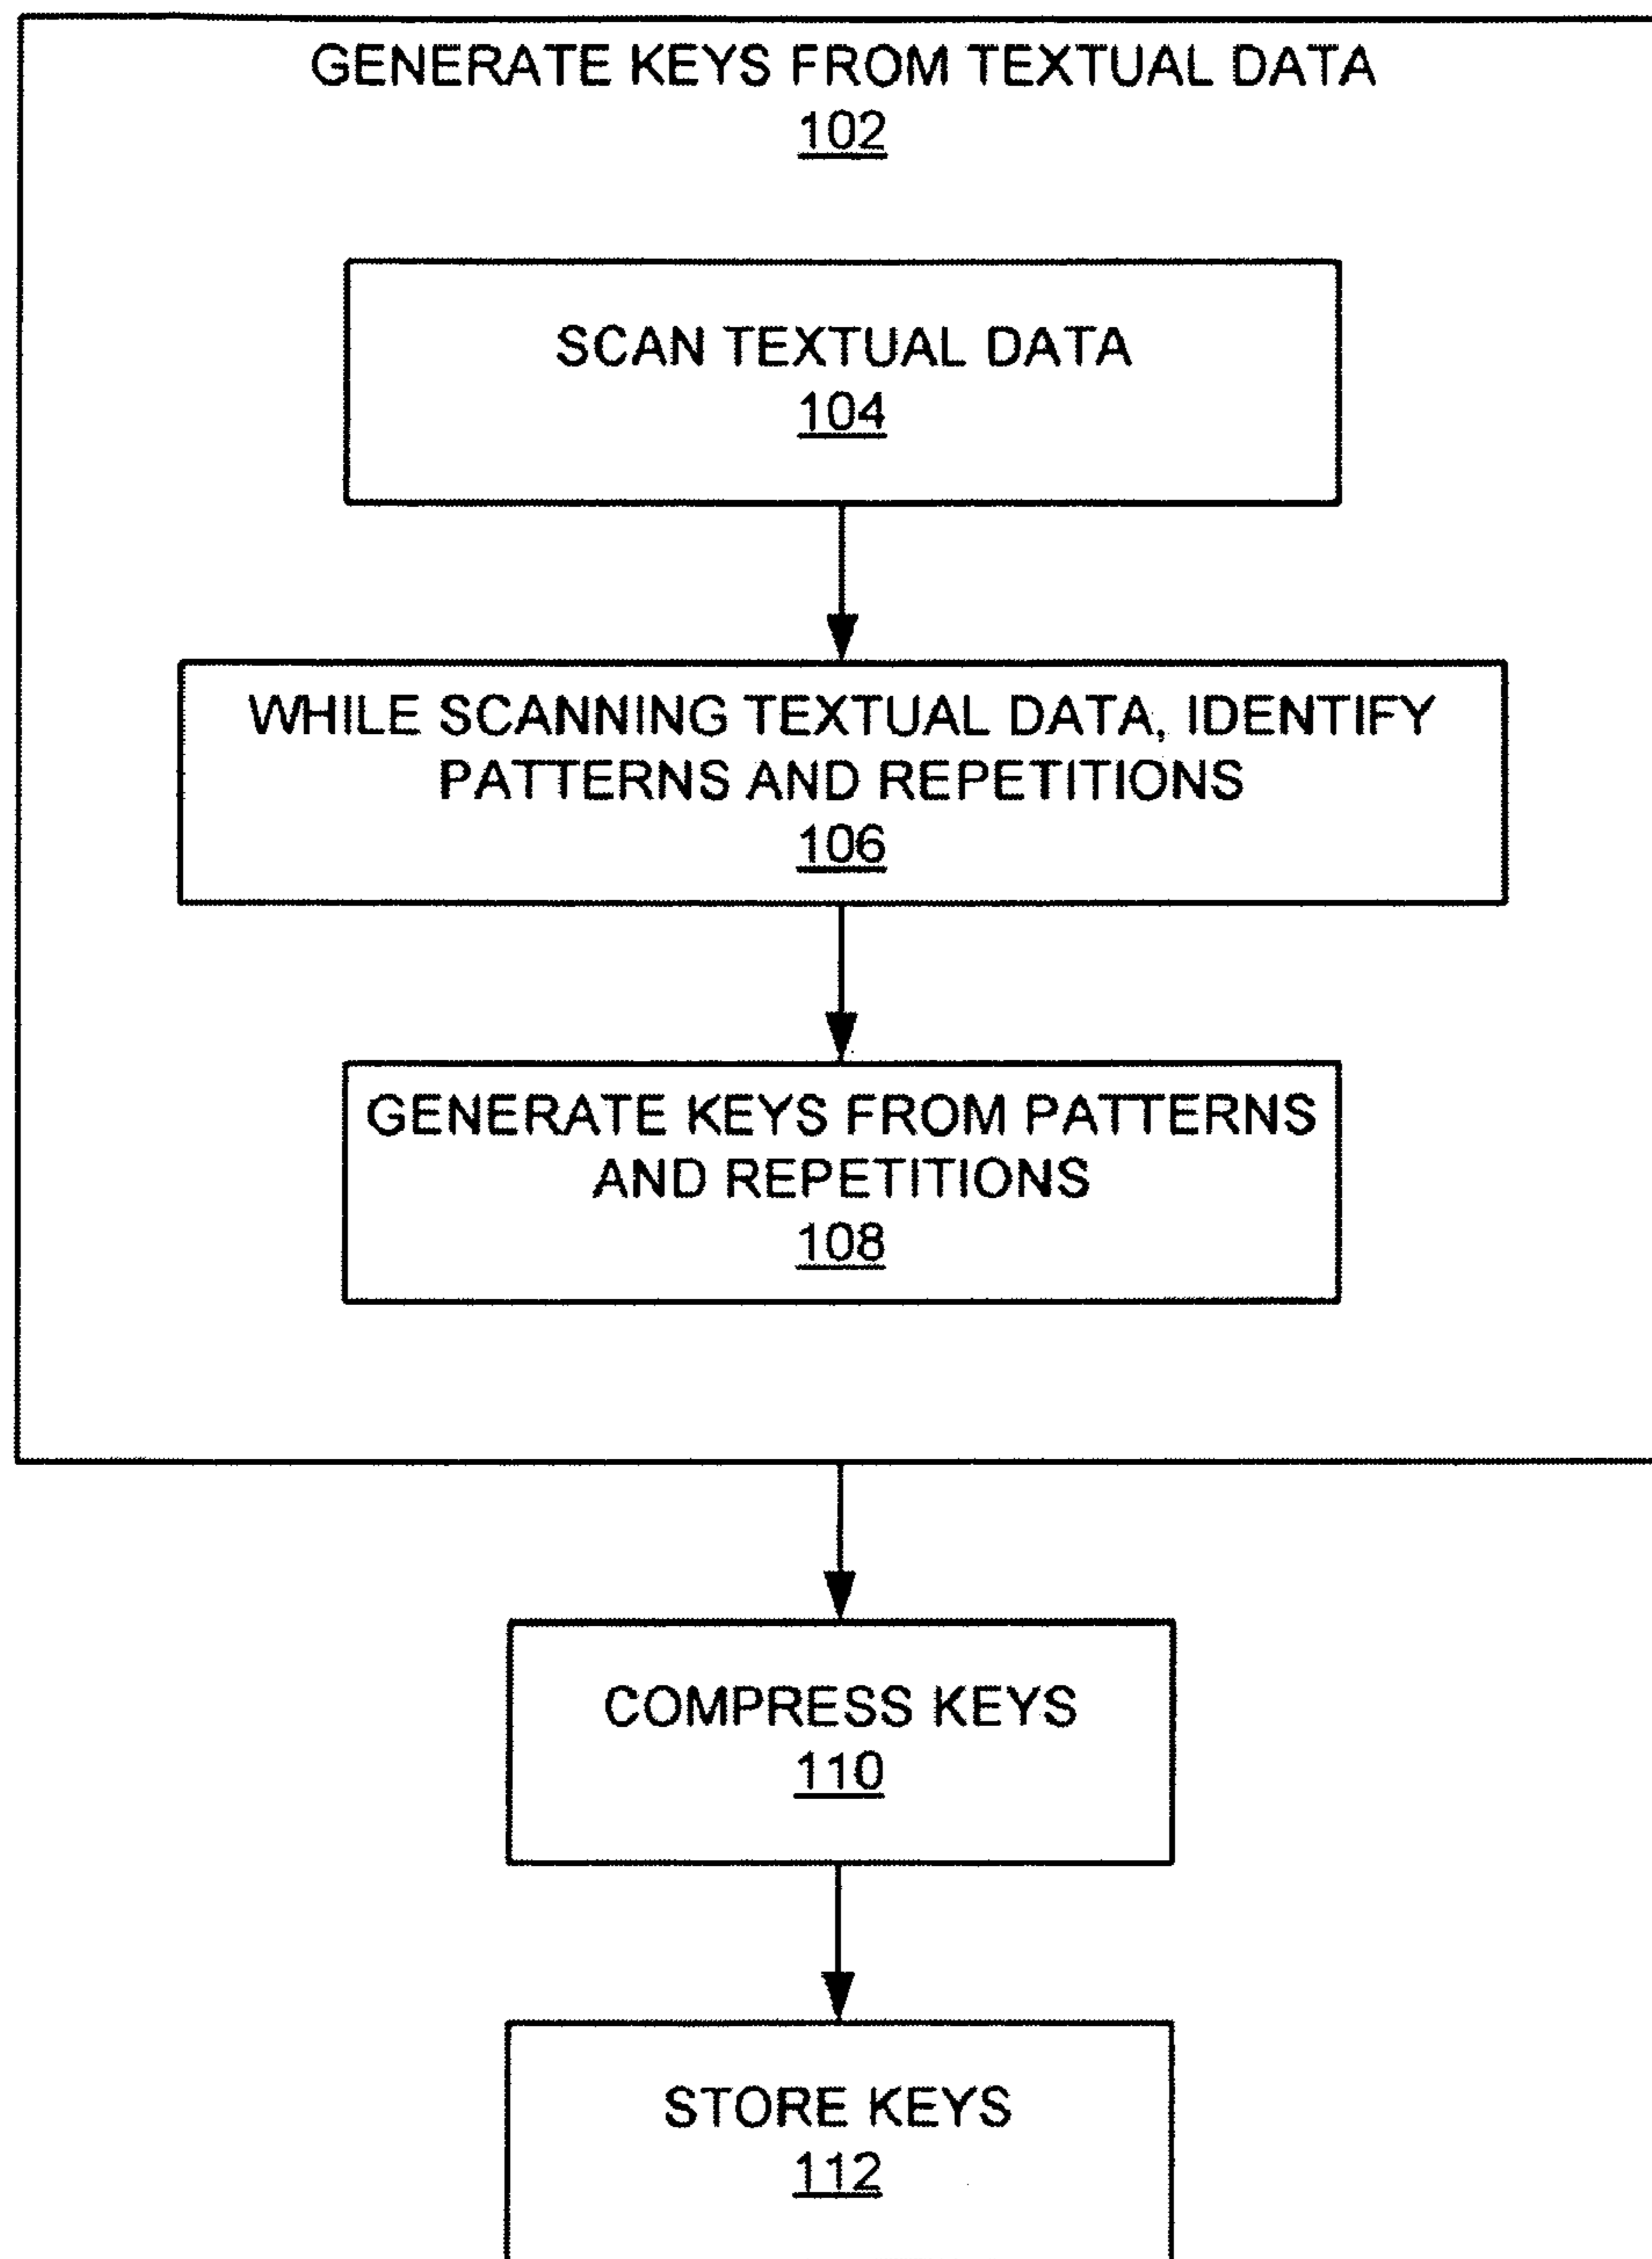 GENERATE KEYS FROM TEXTUAL DATA
102
SCAN TEXTUAL DATA
104
WHILE SCANNING TEXTUAL DATA, IDENTIFY
PATTERNS AND REPETITIONS
106
GENERATE KEYS FROM PATTERNS
AND REPETITIONS
108
COMPRESS KEYS
110
STORE KEYS
112